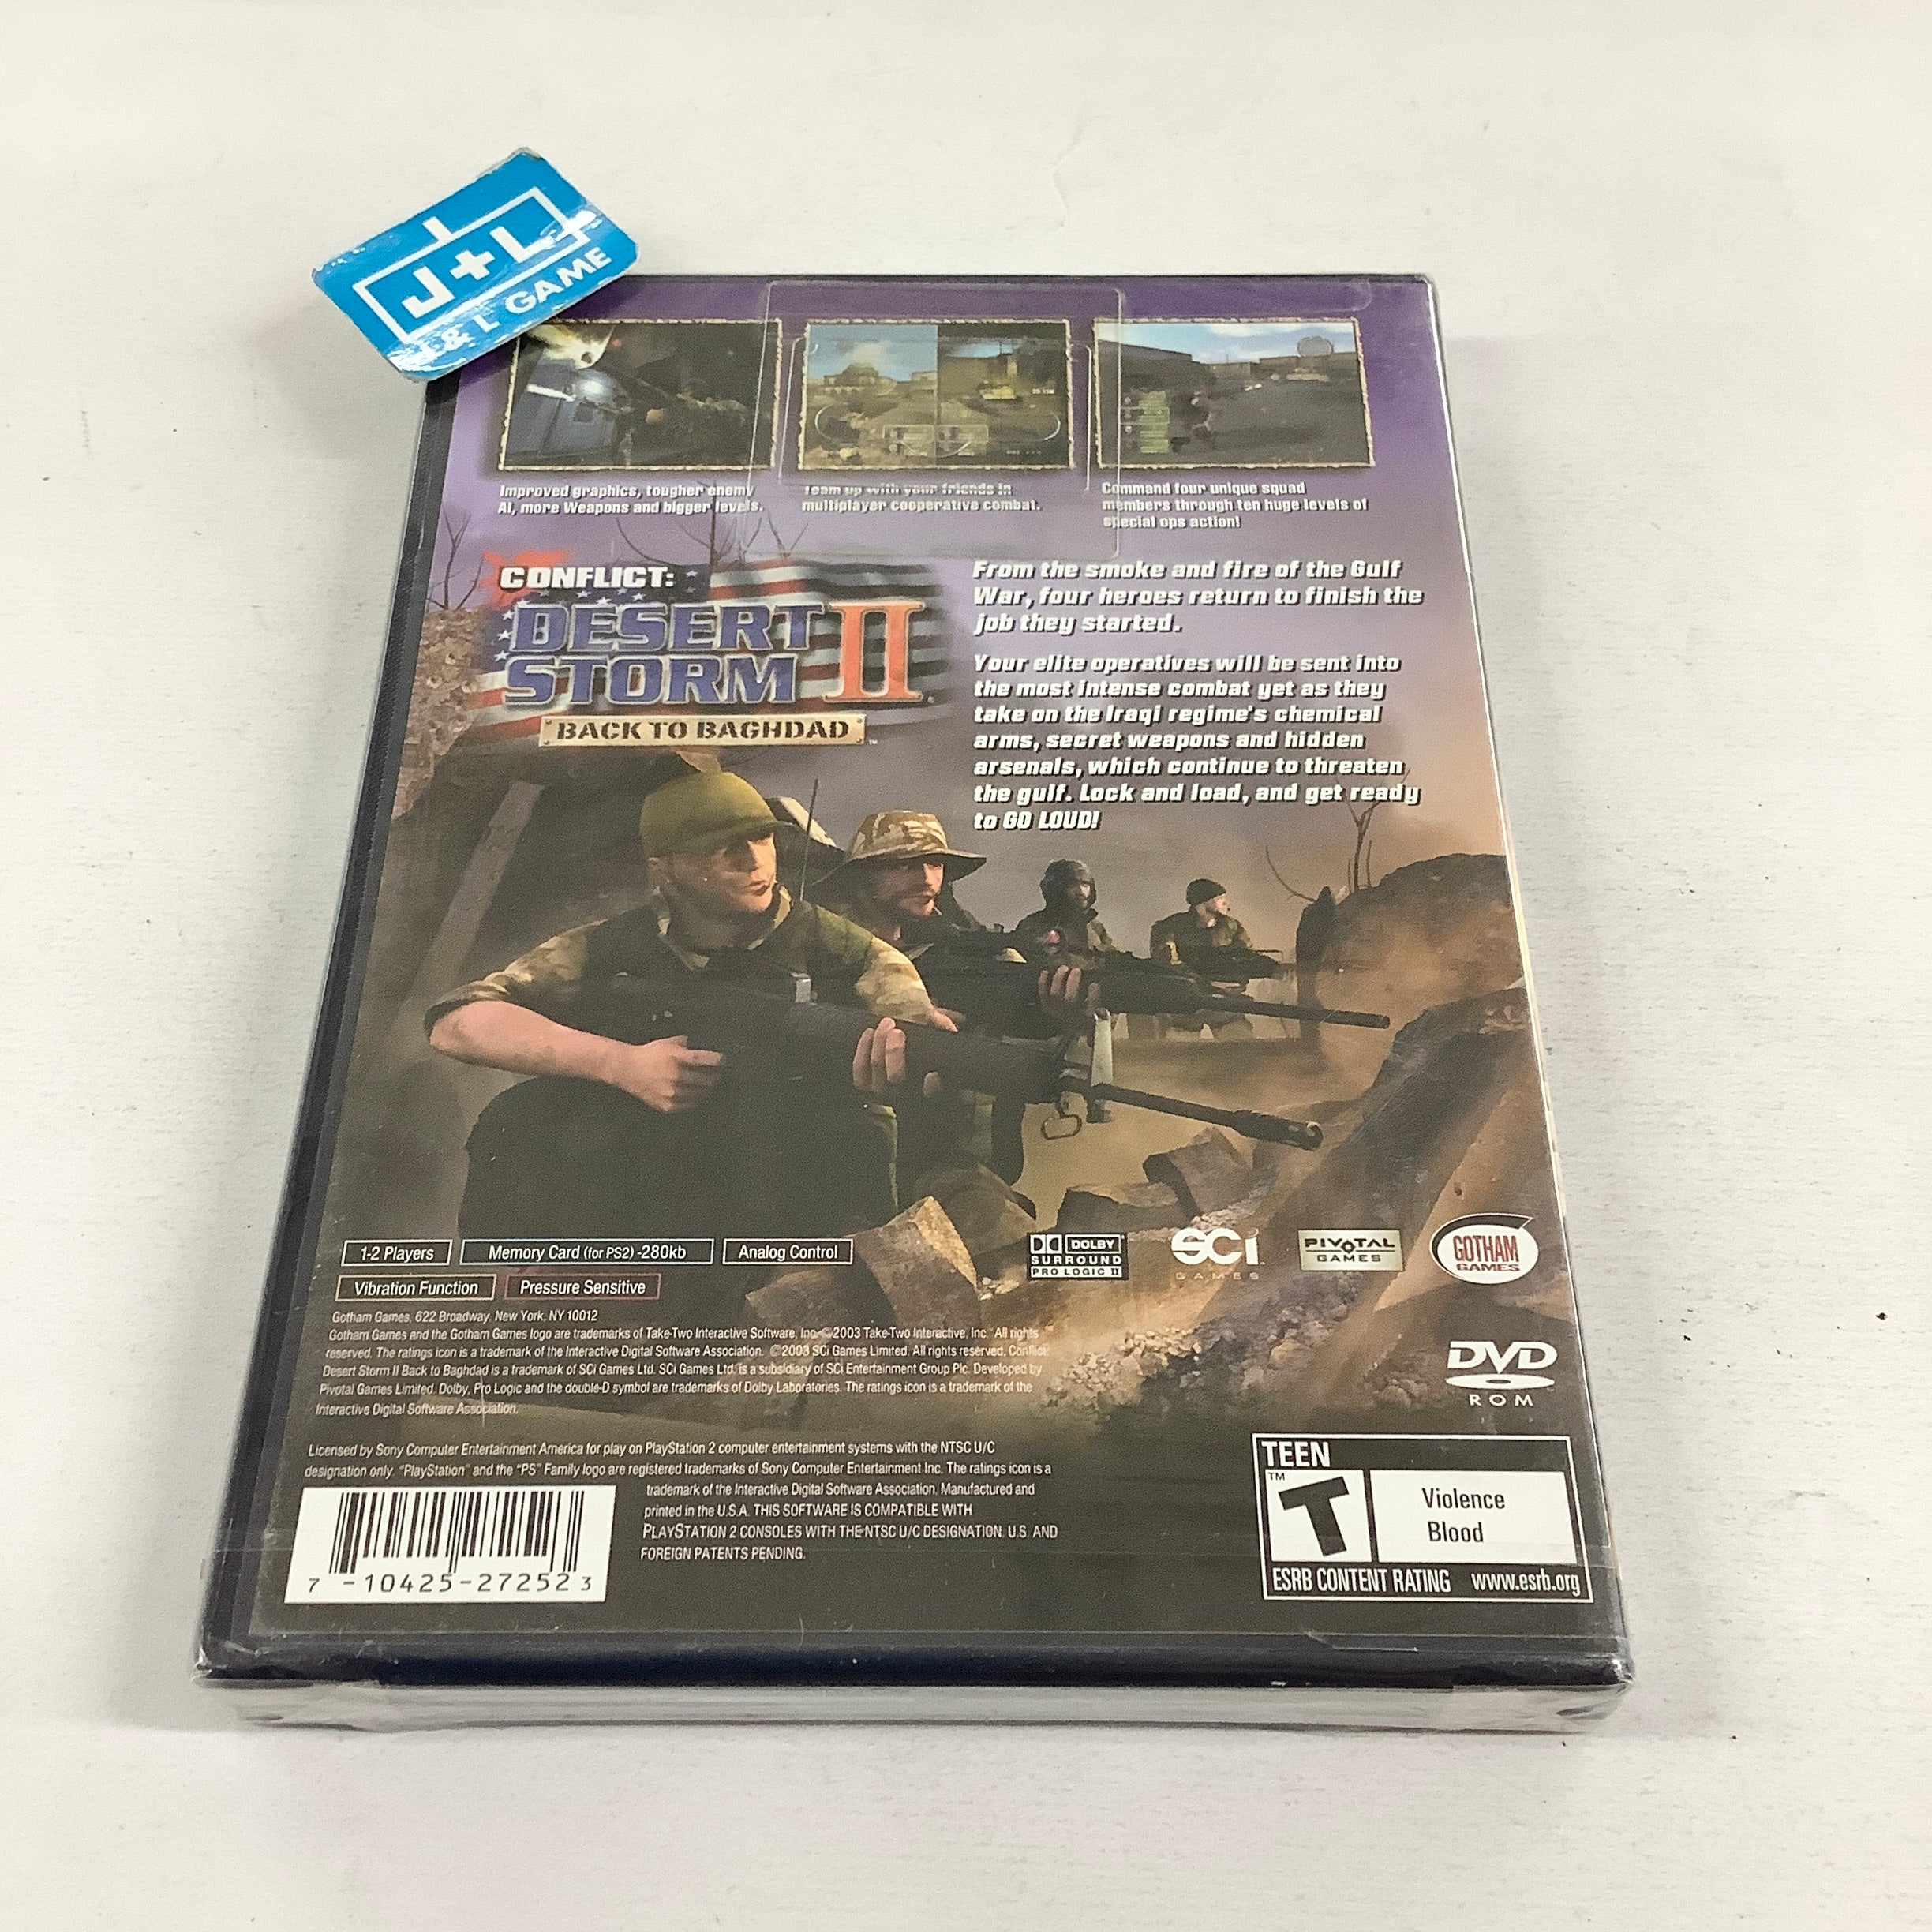 J+L
J & L GAME
Improved graphics, tougher enemy
AI, more Weapons and bigger levels.
Team up with your friends in
multiplayer cooperative combat.
Command four unique squad
members through ten huge levels of
special ops action!
CONFLICT:
DESERT
STORM II
BACK TO BAGHDAD™
From the smoke and fire of the Gulf
War, four heroes return to finish the
job they started.
Your elite operatives will be sent into
the most intense combat yet as they
take on the Iraqi regime's chemical
arms, secret weapons and hidden
arsenals, which continue to threaten
the gulf. Lock and load, and get ready
to GO LOUD!
1-2 Players
Memory Card (for PS2) -280kb
Analog Control
Vibration Function
Pressure Sensitive
DOLBY
SURROUND
PRO LOGIC II
SCi
GAMES
PIVOTAL
GAMES
GOTHAM
GAMES
Gotham Games, 622 Broadway, New York, NY 10012
Gotham Games and the Gotham Games logo are trademarks of Take-Two Interactive Software, Inc. ©2003 Take-Two Interactive, Inc. All rights
reserved. The ratings icon is a trademark of the Interactive Digital Software Association. ©2003 SCi Games Limited. All rights reserved, Conflict
Desert Storm II Back to Baghdad is a trademark of SCi Games Ltd. SCi Games Ltd. is a subsidiary of SCi Entertainment Group Plc. Developed by
Pivotal Games Limited. Dolby, Pro Logic and the double-D symbol are trademarks of Dolby Laboratories. The ratings icon is a trademark of the
Interactive Digital Software Association.
DVD
ROM
Licensed by Sony Computer Entertainment America for play on PlayStation 2 computer entertainment systems with the NTSC U/C
designation only. "PlayStation" and the "PS" Family logo are registered trademarks of Sony Computer Entertainment Inc. The ratings icon is a
trademark of the Interactive Digital Software Association. Manufactured and
printed in the U.S.A. THIS SOFTWARE IS COMPATIBLE WITH
PLAYSTATION 2 CONSOLES WITH THE NTSC U/C DESIGNATION. U.S. AND
FOREIGN PATENTS PENDING.
7 -10425-27252 3
TEEN
™
T
Violence
Blood
ESRB CONTENT RATING www.esrb.org